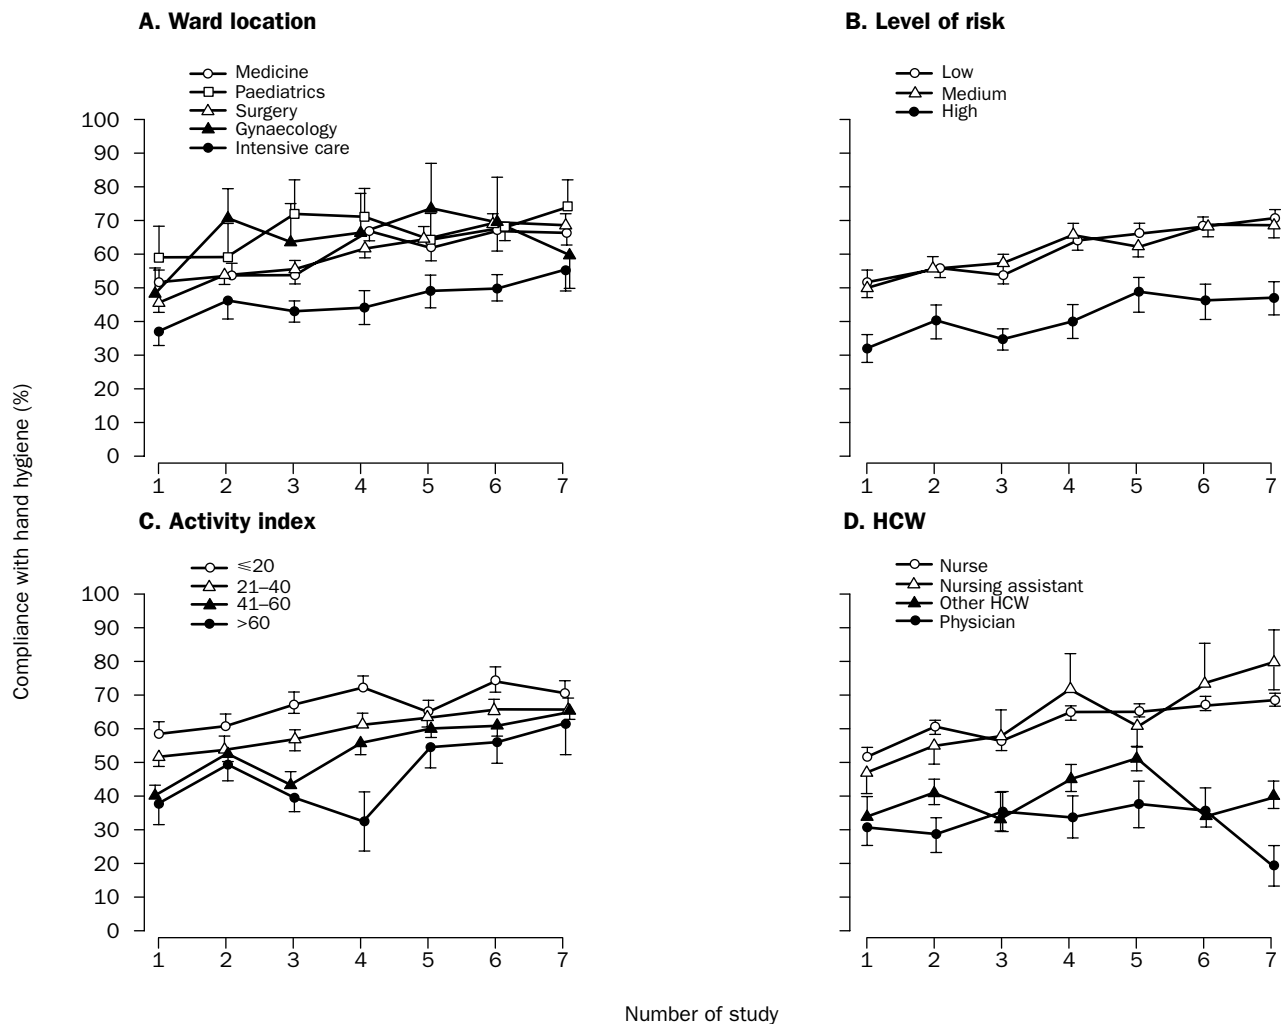 A. Ward location
Medicine
Paediatrics
Surgery
Gynaecology
Intensive care
100
90
80
70
60
50
40
30
20
10
0
1 2 3 4 5 6 7
B. Level of risk
Low
Medium
High
1 2 3 4 5 6 7
C. Activity index
⩽20
21–40
41–60
>60
100
90
80
70
60
50
40
30
20
10
0
1 2 3 4 5 6 7
D. HCW
Nurse
Nursing assistant
Other HCW
Physician
1 2 3 4 5 6 7
Compliance with hand hygiene (%)
Number of study